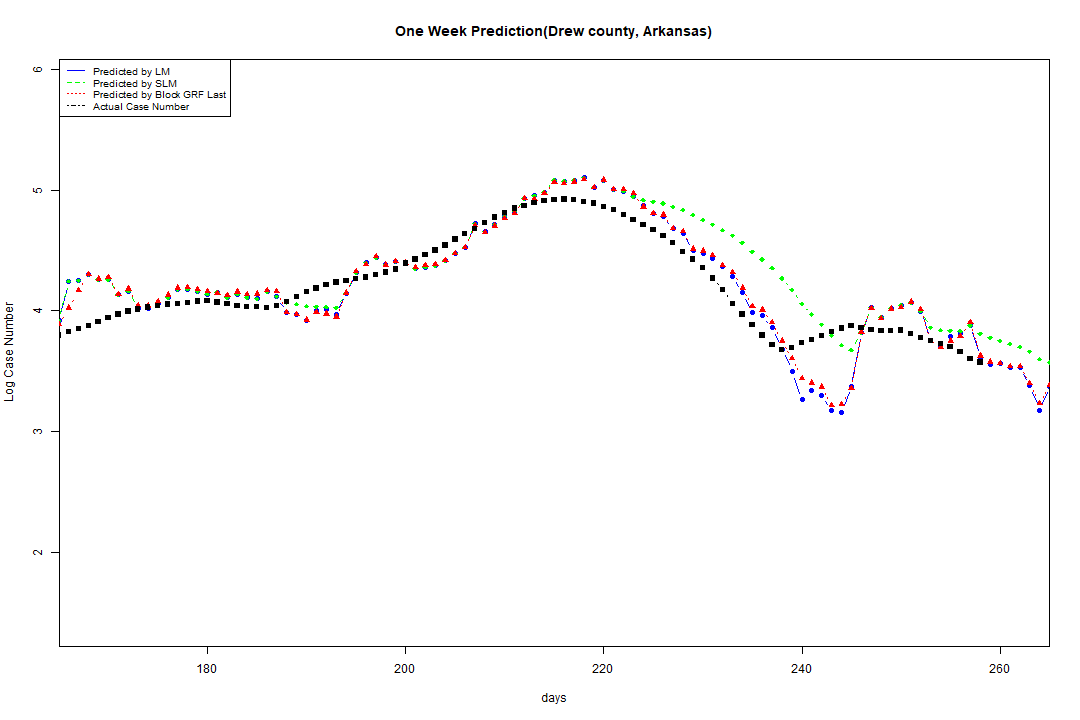 One Week Prediction(Drew county, Arkansas)
Predicted by LM
Predicted by SLM
Predicted by Block GRF Last
Actual Case Number
6
5
4
3
2
Log Case Number
180
200
220
240
260
days